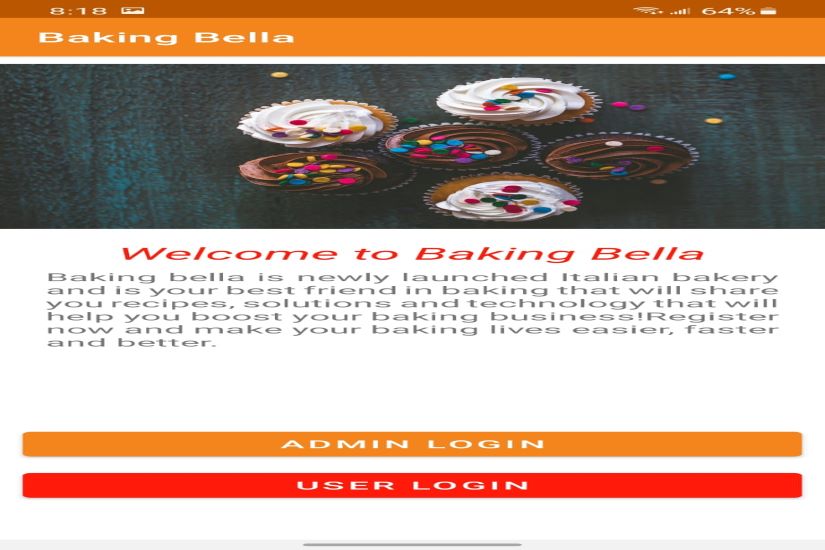 8:18 64%
Baking Bella
Welcome to Baking Bella
Baking bella is newly launched Italian bakery
and is your best friend in baking that will share
you recipes, solutions and technology that will
help you boost your baking business!Register
now and make your baking lives easier, faster
and better.
ADMIN LOGIN
USER LOGIN